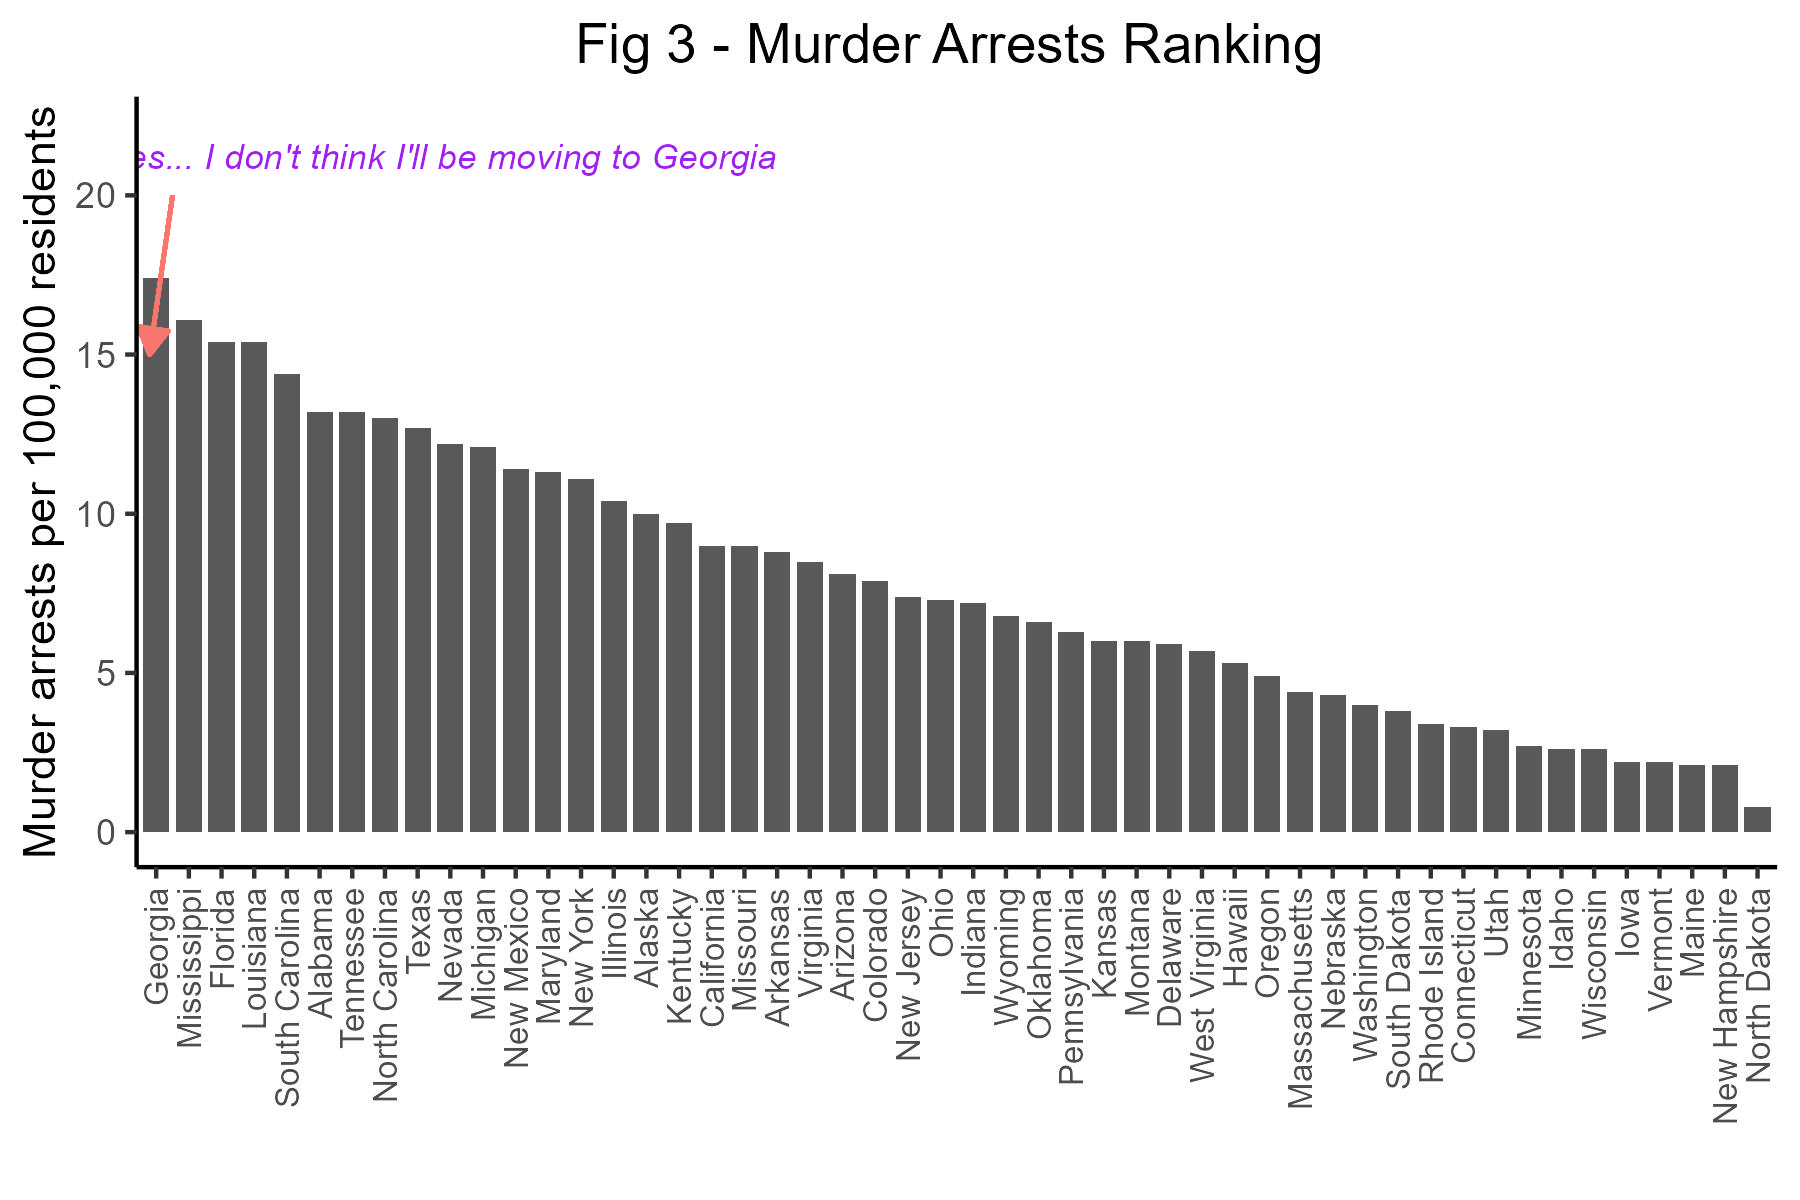 Fig 3 - Murder Arrests Ranking
Murder arrests per 100,000 residents
es... I don't think I'll be moving to Georgia
20
15
10
5
0
Georgia
Mississippi
Florida
Louisiana
South Carolina
Alabama
Tennessee
North Carolina
Texas
Nevada
Michigan
New Mexico
Maryland
New York
Illinois
Alaska
Kentucky
California
Missouri
Arkansas
Virginia
Arizona
Colorado
New Jersey
Ohio
Indiana
Wyoming
Oklahoma
Pennsylvania
Kansas
Montana
Delaware
West Virginia
Hawaii
Oregon
Massachusetts
Nebraska
Washington
South Dakota
Rhode Island
Connecticut
Utah
Minnesota
Idaho
Wisconsin
Iowa
Vermont
Maine
New Hampshire
North Dakota